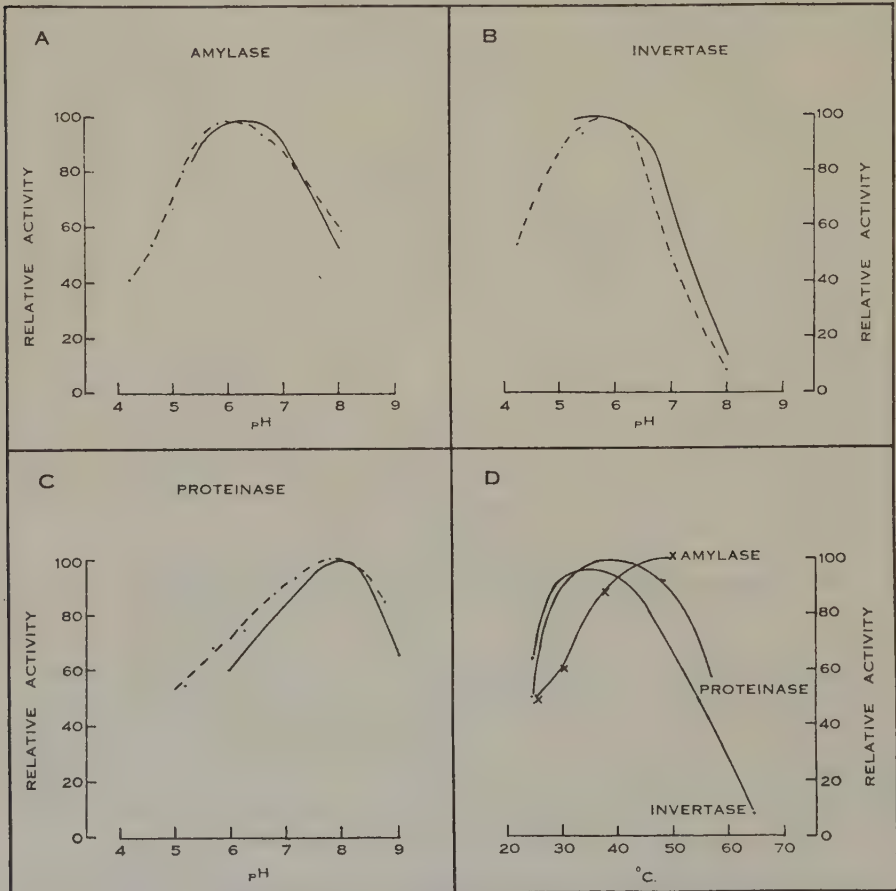 A
AMYLASE
RELATIVE ACTIVITY
100
80
60
40
20
0
4 5 6 7 8 9
pH
B
INVERTASE
100
80
60
40
20
0
RELATIVE ACTIVITY
4 5 6 7 8 9
pH
C
PROTEINASE
RELATIVE ACTIVITY
100
80
60
40
20
0
4 5 6 7 8 9
pH
D
AMYLASE
PROTEINASE
INVERTASE
100
80
60
40
20
0
RELATIVE ACTIVITY
20 30 40 50 60 70
°C.